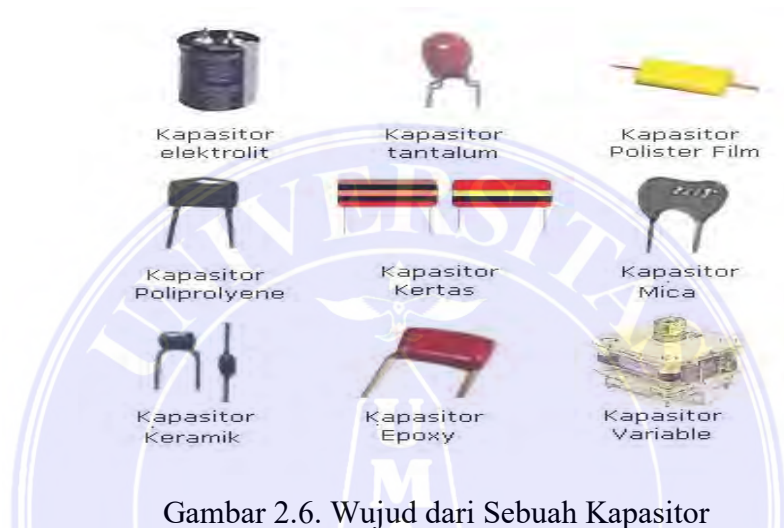 Kapasitor
elektrolit
Kapasitor
tantalum
Kapasitor
Polister Film
Kapasitor
Poliprolyene
Kapasitor
Kertas
Kapasitor
Mica
Kapasitor
Keramik
Kapasitor
Epoxy
Kapasitor
Variable
UNIVERSITA
U
M
Gambar 2.6. Wujud dari Sebuah Kapasitor